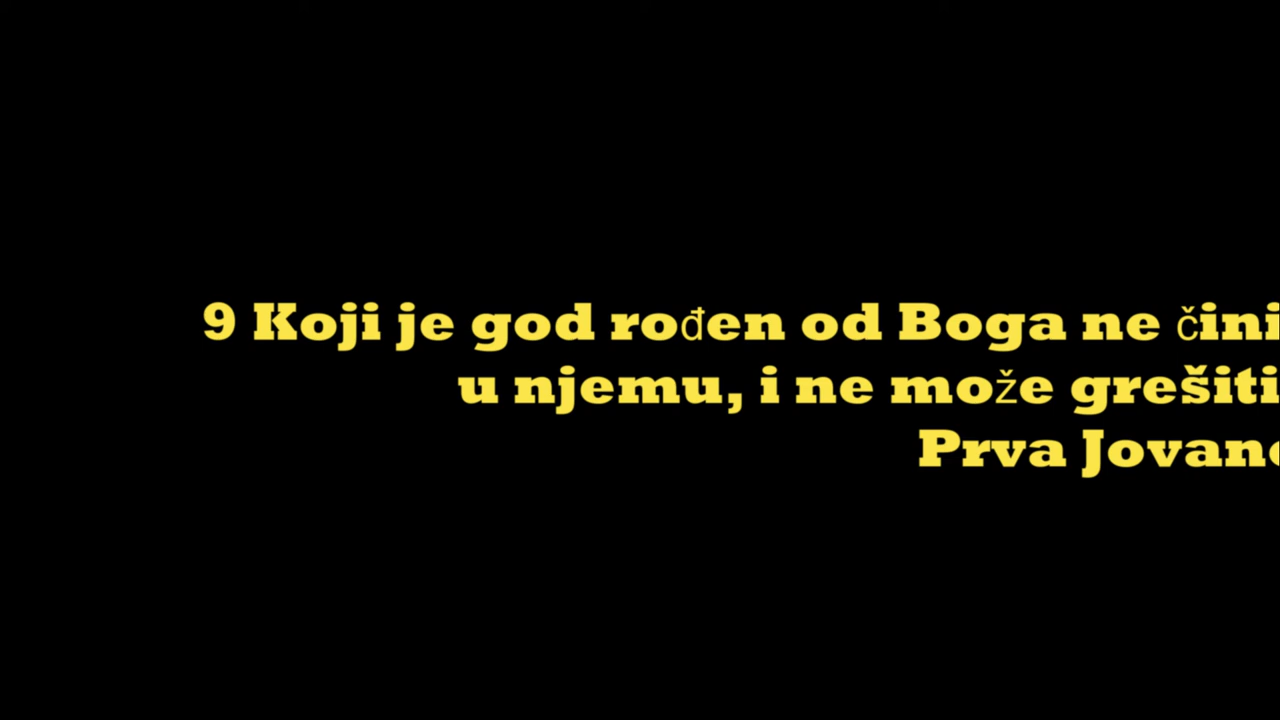 9 Koji je god rođen od Boga ne čini
u njemu, i ne može grešiti
Prva Jovan